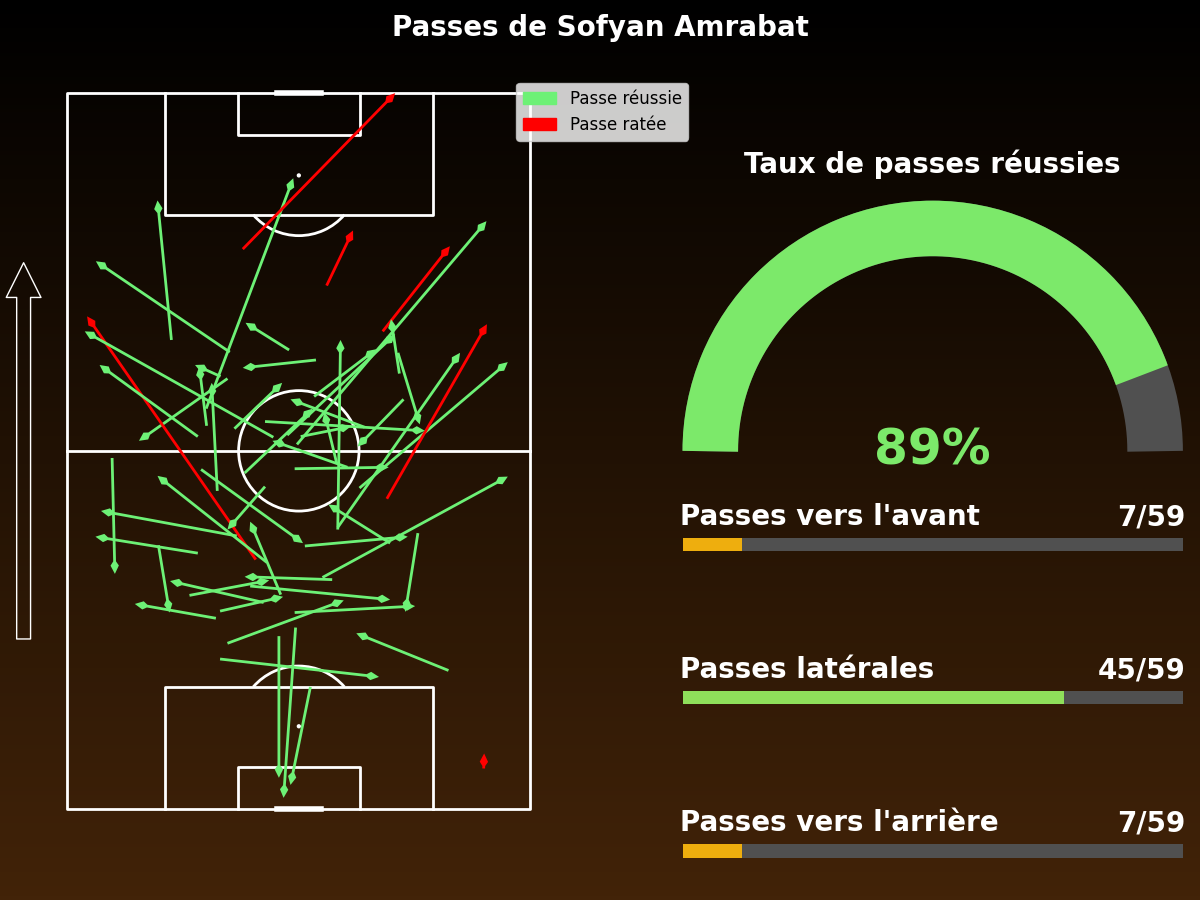 Passes de Sofyan Amrabat
Passe réussie
Passe ratée
Taux de passes réussies
89%
Passes vers l'avant 7/59
Passes latérales 45/59
Passes vers l'arrière 7/59